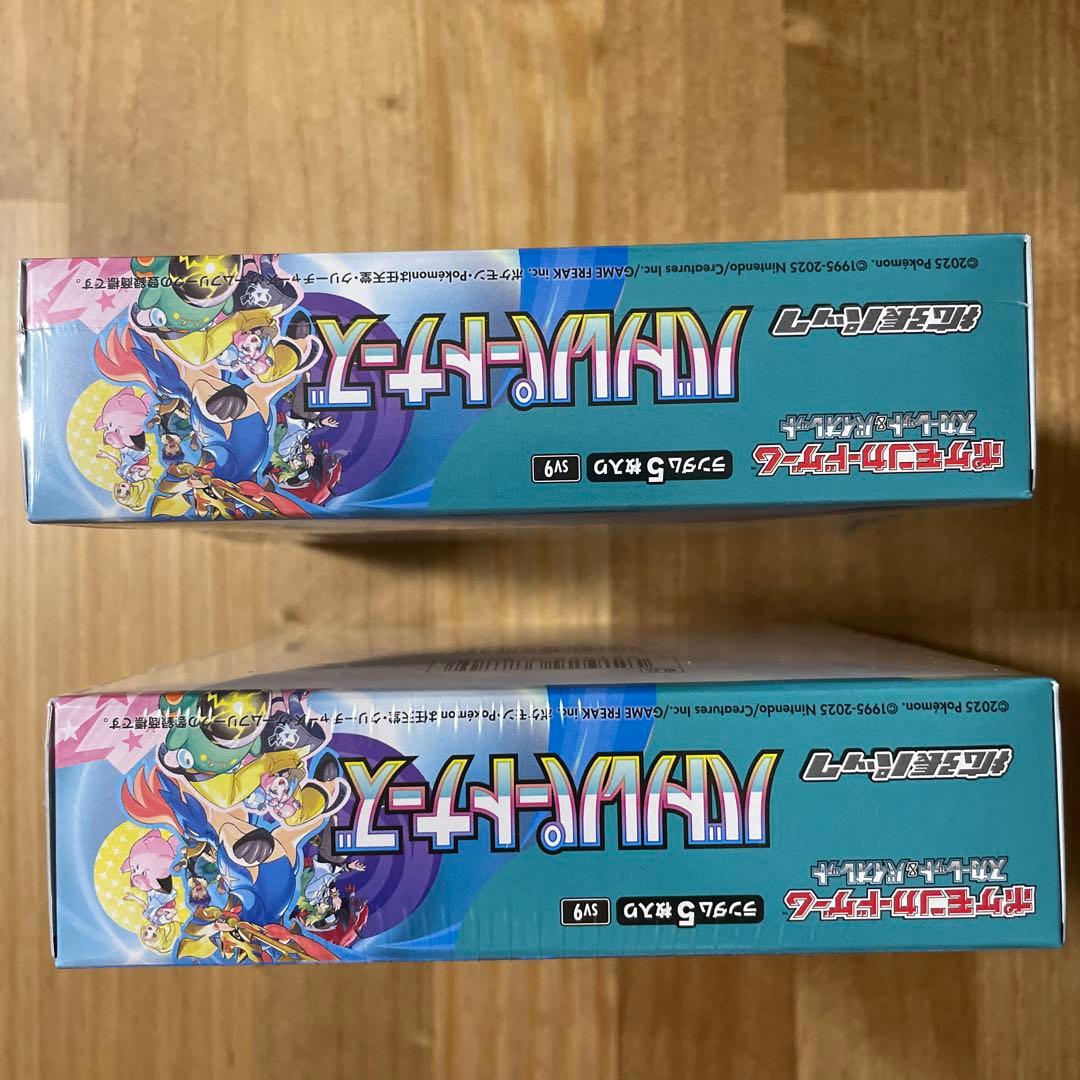 ポケモンカードゲーム™
スカーレット&バイオレット
ランダム5枚入り
SV9
拡張パック
バトルパートナーズ
©2025 Pokémon. ©1995-2025 Nintendo/Creatures Inc./GAME FREAK inc. ポケモン・Pokémonは任天堂・クリーチャーズ・ゲームフリークの登録商標です。
ポケモンカードゲーム™
スカーレット&バイオレット
ランダム5枚入り
SV9
拡張パック
バトルパートナーズ
©2025 Pokémon. ©1995-2025 Nintendo/Creatures Inc./GAME FREAK inc. ポケモン・Pokémonは任天堂・クリーチャーズ・ゲームフリークの登録商標です。